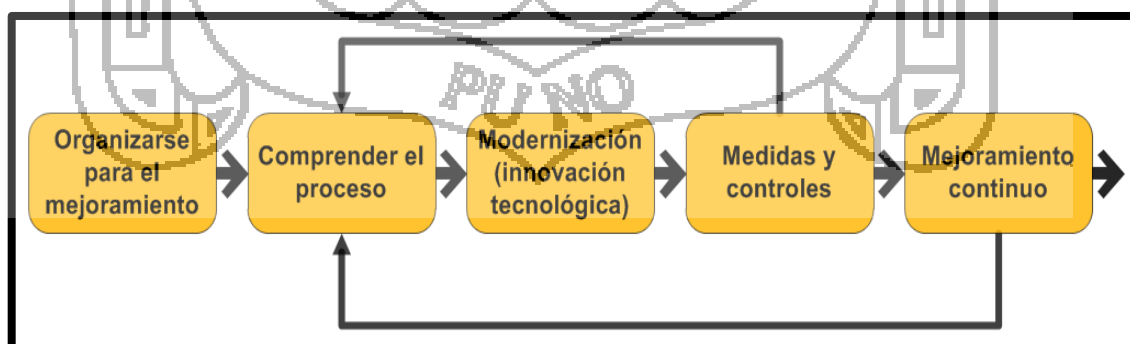 PUNO
Organizarse
para el
mejoramiento
Comprender el
proceso
Modernización
(innovación
tecnológica)
Medidas y
controles
Mejoramiento
continuo